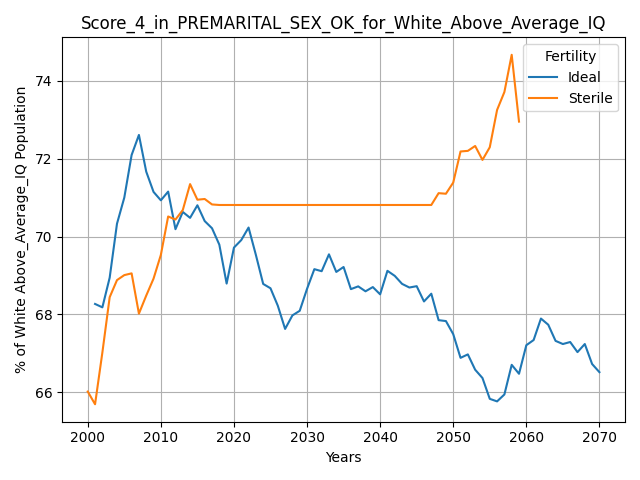 Score_4_in_PREMARITAL_SEX_OK_for_White_Above_Average_IQ
% of White Above_Average_IQ Population
74
72
70
68
66
Fertility
Ideal
Sterile
2000 2010 2020 2030 2040 2050 2060 2070
Years